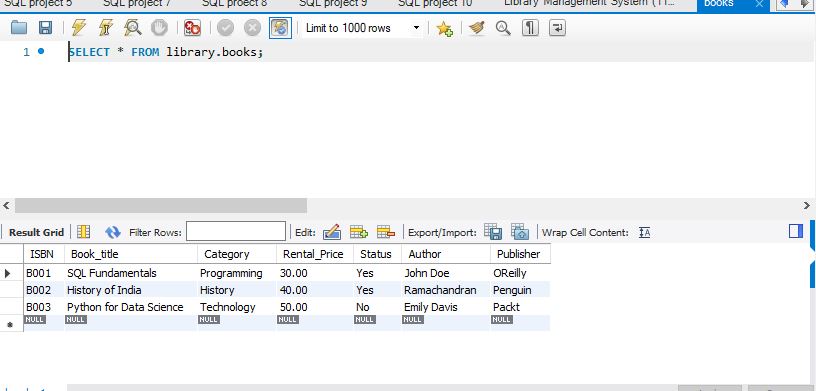 SQL project 5 SQL project 7 SQL project 8 SQL project 9 SQL project 10 Library Management System (11... books
Limit to 1000 rows
1 SELECT * FROM library.books;
Result Grid Filter Rows: Edit: Export/Import: Wrap Cell Content:
ISBN Book_title Category Rental_Price Status Author Publisher
B001 SQL Fundamentals Programming 30.00 Yes John Doe OReilly
B002 History of India History 40.00 Yes Ramachandran Penguin
B003 Python for Data Science Technology 50.00 No Emily Davis Packt
NULL NULL NULL NULL NULL NULL NULL